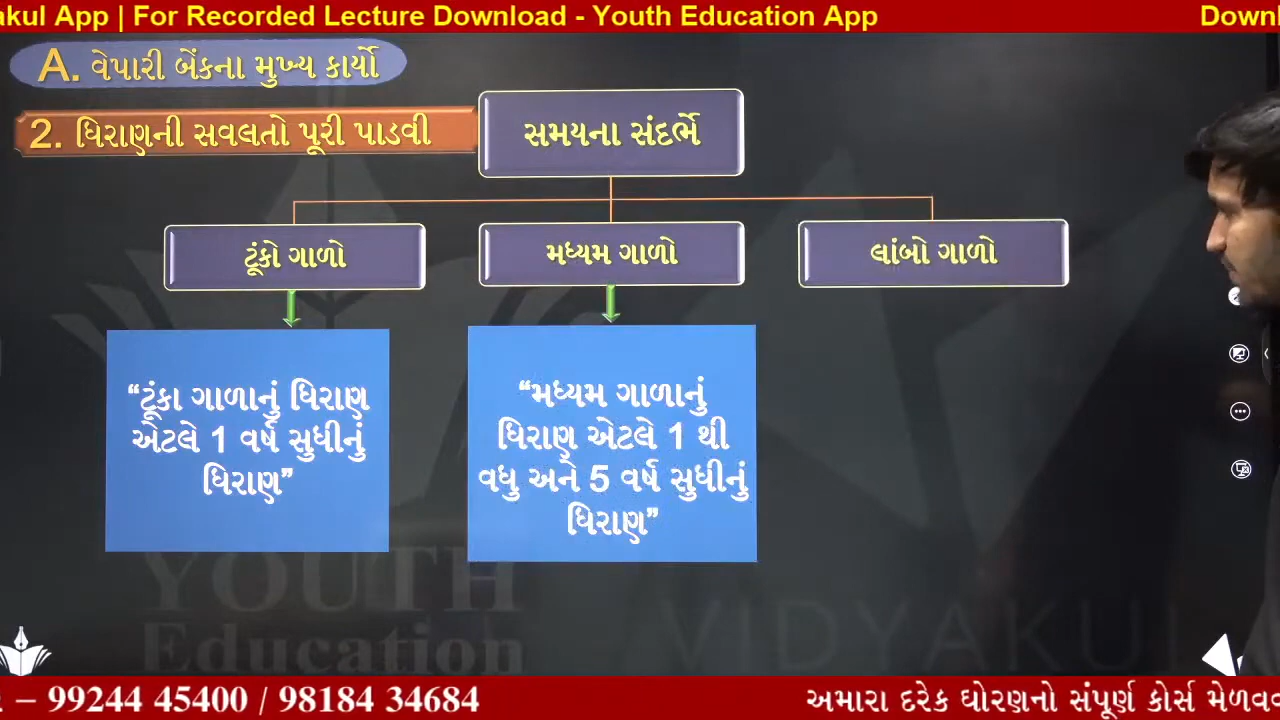 akul App | For Recorded Lecture Download - Youth Education App
Downl
A. વેપારી બેંકના મુખ્ય કાર્યો
2. ધિરાણની સવલતો પૂરી પાડવી
સમયના સંદર્ભે
ટૂંકો ગાળો
મધ્યમ ગાળો
લાંબો ગાળો
“ટૂંકા ગાળાનું ધિરાણ
એટલે 1 વર્ષ સુધીનું
ધિરાણ”
“મધ્યમ ગાળાનું
ધિરાણ એટલે 1 થી
વધુ અને 5 વર્ષ સુધીનું
ધિરાણ”
YOUTH
Education
VIDYAKUL
– 99244 45400 / 98184 34684
અમારા દરેક ધોરણનો સંપૂર્ણ કોર્સ મેળવવ